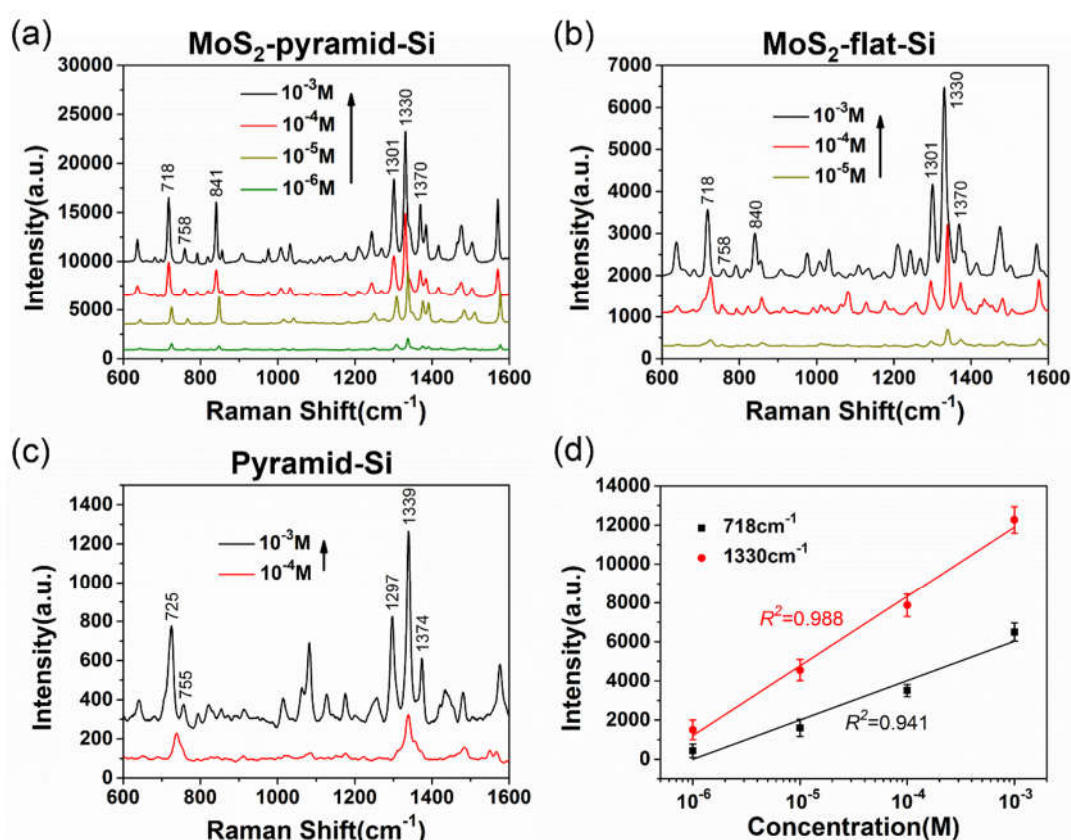 (a)
MoS₂-pyramid-Si
30000
25000
20000
15000
10000
5000
0
Intensity(a.u.)
10⁻³M
10⁻⁴M
10⁻⁵M
10⁻⁶M
718
758
841
1301
1330
1370
600 800 1000 1200 1400 1600
Raman Shift(cm⁻¹)
(b)
MoS₂-flat-Si
7000
6000
5000
4000
3000
2000
1000
0
Intensity(a.u.)
10⁻³M
10⁻⁴M
10⁻⁵M
718
758
840
1301
1330
1370
600 800 1000 1200 1400 1600
Raman Shift(cm⁻¹)
(c)
Pyramid-Si
1400
1200
1000
800
600
400
200
0
Intensity(a.u.)
10⁻³M
10⁻⁴M
725
755
1297
1339
1374
600 800 1000 1200 1400 1600
Raman Shift(cm⁻¹)
(d)
14000
12000
10000
8000
6000
4000
2000
0
Intensity(a.u.)
718cm⁻¹
1330cm⁻¹
R²=0.988
R²=0.941
10⁻⁶ 10⁻⁵ 10⁻⁴ 10⁻³
Concentration(M)